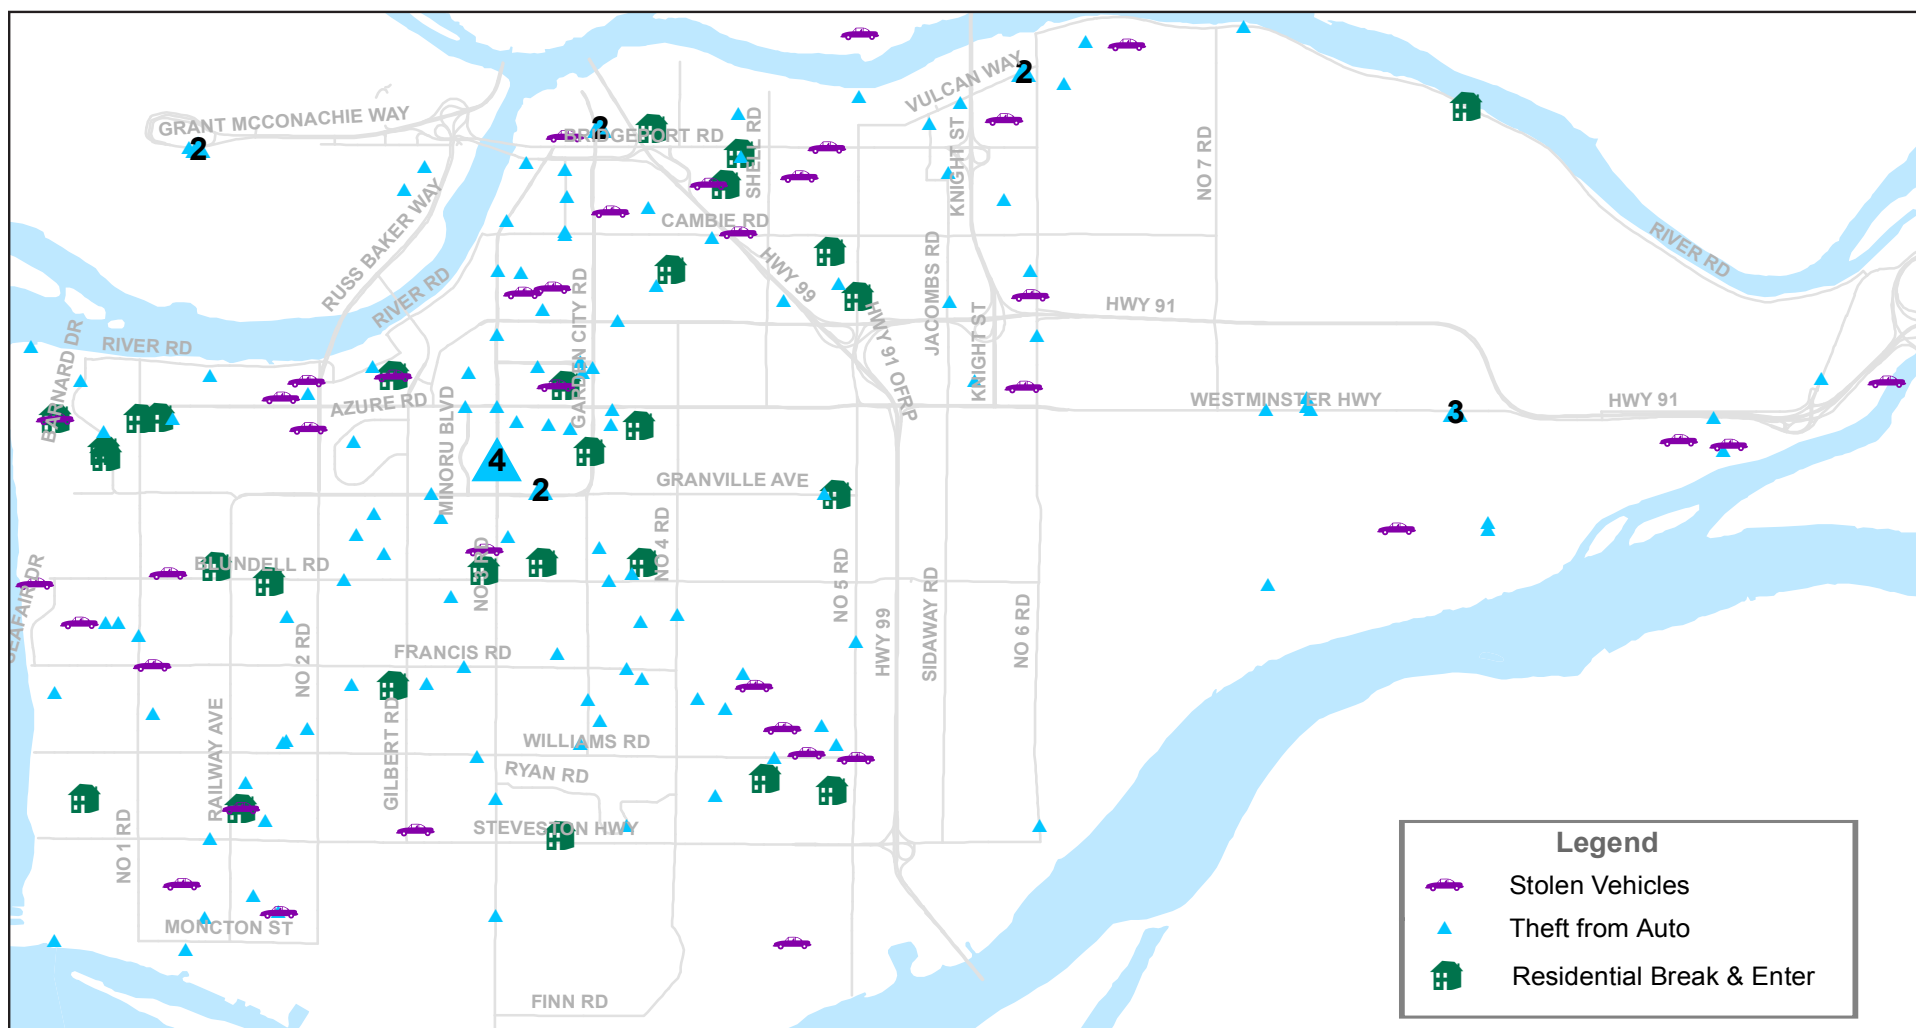 VULCAN WAY
2
GRANT MCCONACHIE WAY
2
2
BRIDGEPORT RD
SHELL RD
KNIGHT ST
NO 7 RD
RUSS BAKER WAY
CAMBIE RD
RIVER RD
HWY 99
JACOBBS RD
RIVER RD
GARDEN CITY RD
HWY 91
KNIGHT ST
HWY 91 OFRP
BARNARD DR
RIVER RD
AZURE RD
WESTMINSTER HWY
HWY 91
3
MINORU BLVD
4
2
GRANVILLE AVE
NO 4 RD
BLUNDELL RD
NO 3 RD
NO 5 RD
SEAFAIR DR
HWY 99
SIDAWAY RD
NO 6 RD
NO 2 RD
FRANCIS RD
RAILWAY AVE
GILBERT RD
WILLIAMS RD
RYAN RD
NO 1 RD
STEVESTON HWY
MONCTON ST
FINN RD
Legend
Stolen Vehicles
Theft from Auto
Residential Break & Enter